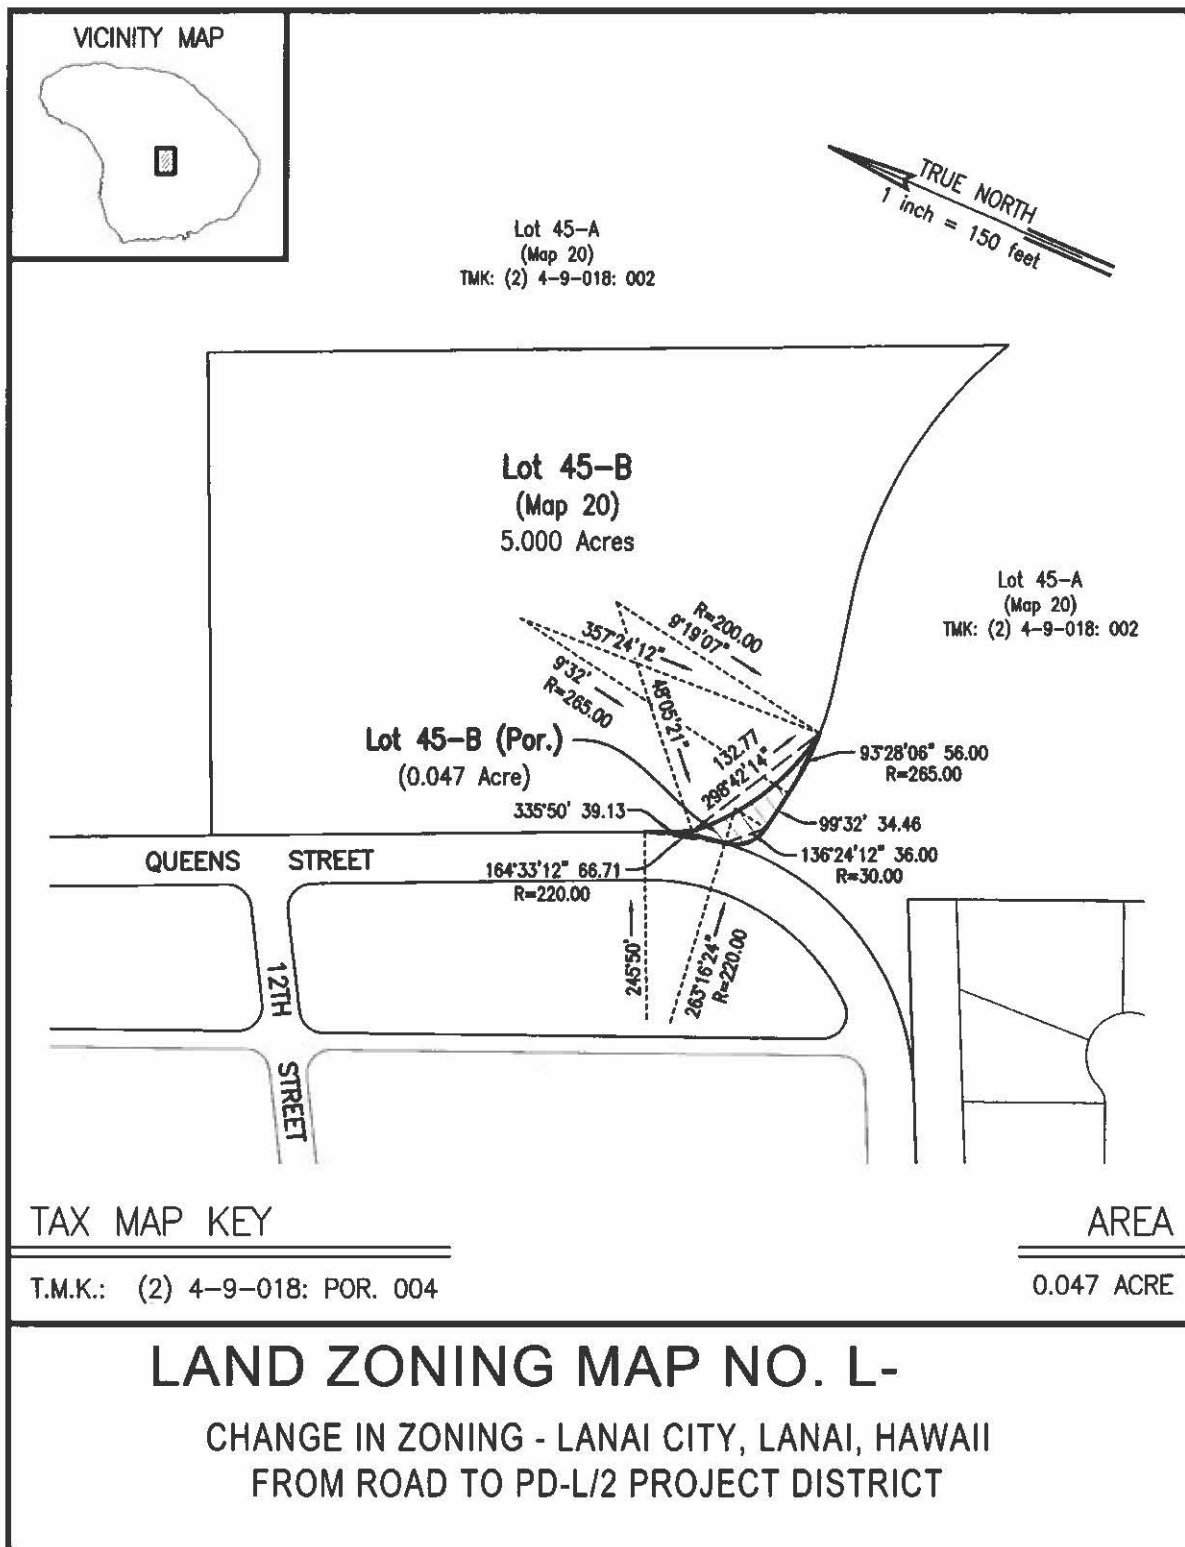 VICINITY MAP
TRUE NORTH
1 inch = 150 feet
Lot 45-A
(Map 20)
TMK: (2) 4-9-018: 002
Lot 45-B
(Map 20)
5.000 Acres
Lot 45-A
(Map 20)
TMK: (2) 4-9-018: 002
R=200.00
9°19'07"
357°24'12"
9°32'
R=265.00
48°05'21"
Lot 45-B (Por.)
(0.047 Acre)
132.77
298°42'14"
93°28'06" 56.00
R=265.00
335°50' 39.13
99°32' 34.46
QUEENS STREET
164°33'12" 66.71
R=220.00
136°24'12" 36.00
R=30.00
245°50'
263°16'24"
R=220.00
12TH
STREET
TAX MAP KEY
AREA
T.M.K.: (2) 4-9-018: POR. 004
0.047 ACRE
LAND ZONING MAP NO. L-
CHANGE IN ZONING - LANAI CITY, LANAI, HAWAII
FROM ROAD TO PD-L/2 PROJECT DISTRICT